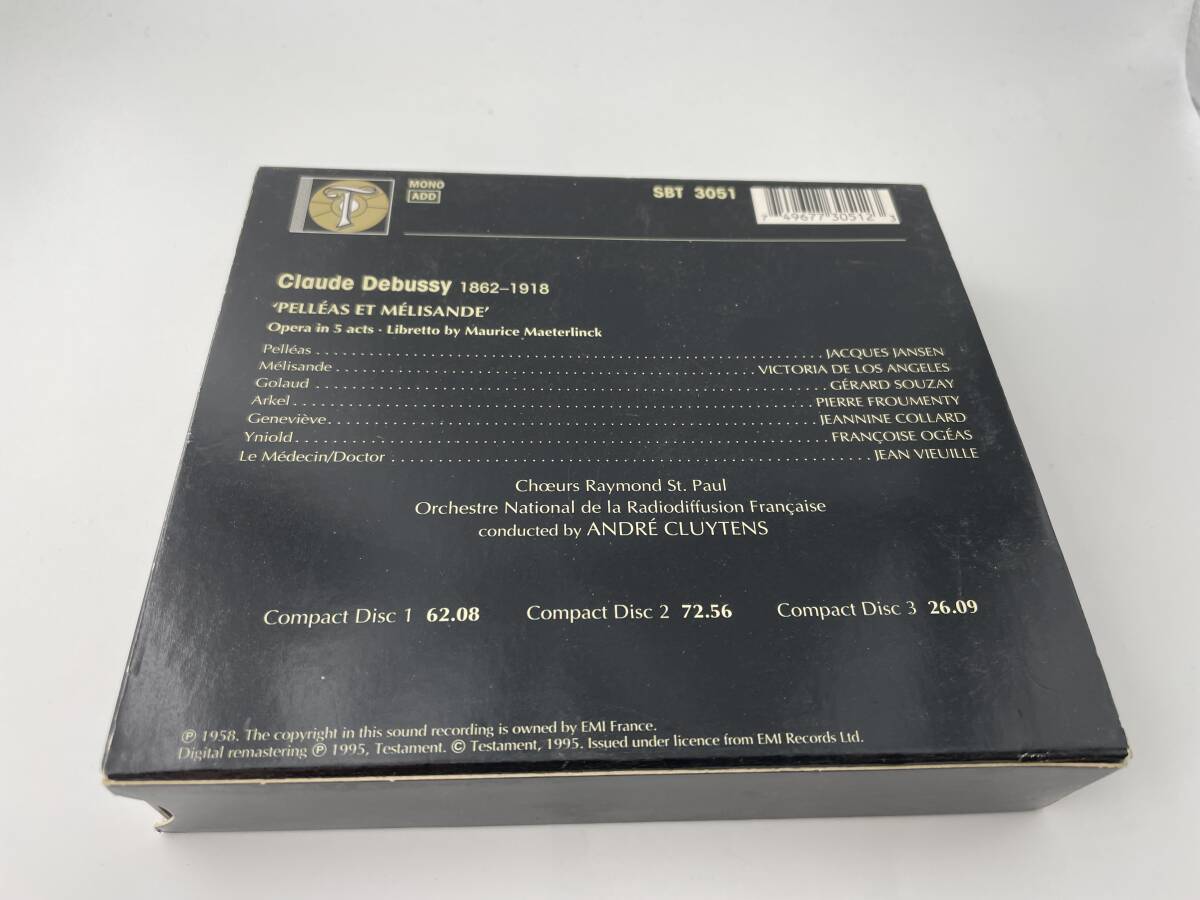 T
MONO
ADD
SBT 3051
7 49677 30512 3
Claude Debussy 1862–1918
‘PELLÉAS ET MÉLISANDE’
Opera in 5 acts · Libretto by Maurice Maeterlinck
Pelléas . . . . . JACQUES JANSEN
Mélisande . . . . . VICTORIA DE LOS ANGELES
Golaud . . . . . GÉRARD SOUZAY
Arkel . . . . . PIERRE FROUMENTY
Geneviève . . . . . JEANNINE COLLARD
Yniold . . . . . FRANÇOISE OGÉAS
Le Médecin/Doctor . . . . . JEAN VIEUILLE
Chœurs Raymond St. Paul
Orchestre National de la Radiodiffusion Française
conducted by ANDRÉ CLUYTENS
Compact Disc 1 62.08 Compact Disc 2 72.56 Compact Disc 3 26.09
℗ 1958. The copyright in this sound recording is owned by EMI France.
Digital remastering ℗ 1995, Testament. © Testament, 1995. Issued under licence from EMI Records Ltd.